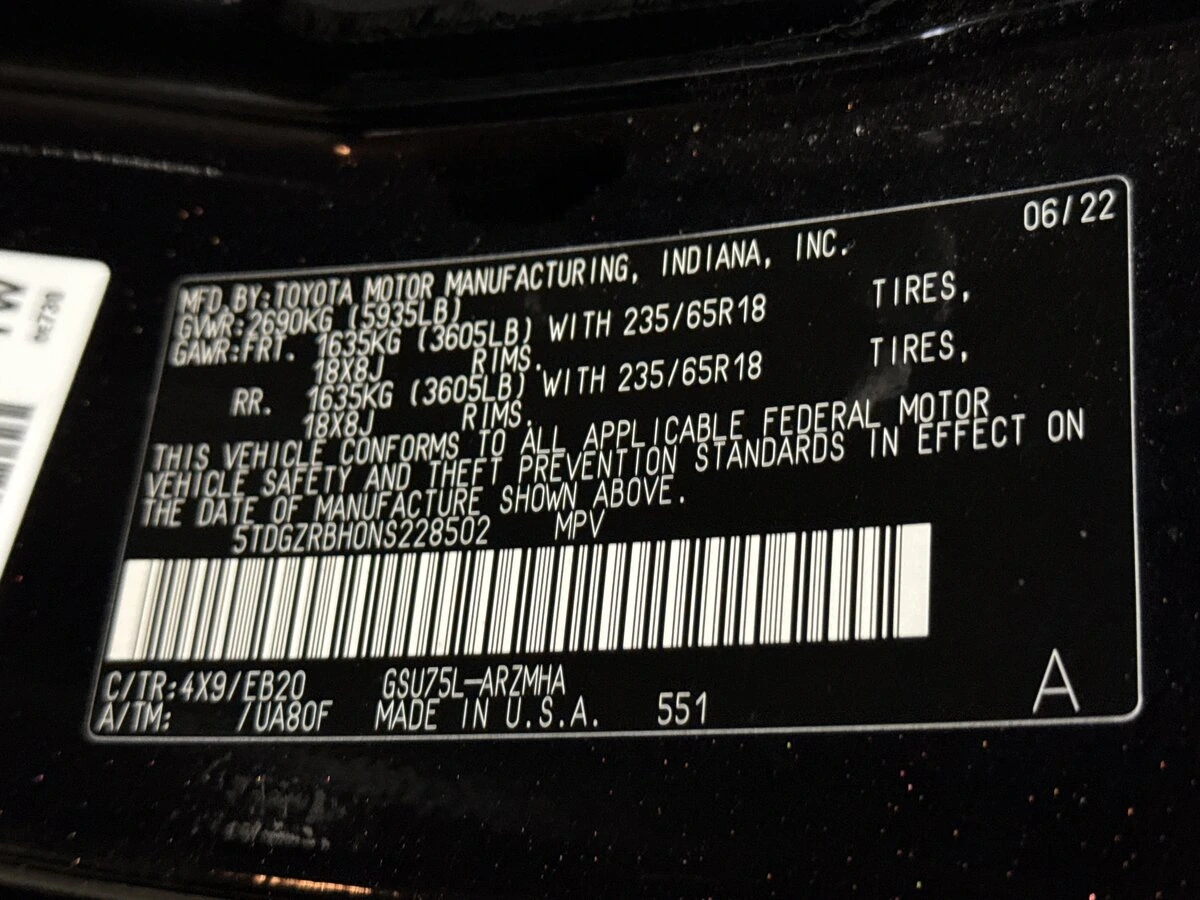 06/22
MFD.BY:TOYOTA MOTOR MANUFACTURING, INDIANA, INC.
GVWR:2690KG (5935LB)
GAWR:FRT. 1635KG (3605LB) WITH 235/65R18 TIRES,
18X8J RIMS.
RR. 1635KG (3605LB) WITH 235/65R18 TIRES,
18X8J RIMS.
THIS VEHICLE CONFORMS TO ALL APPLICABLE FEDERAL MOTOR
VEHICLE SAFETY AND THEFT PREVENTION STANDARDS IN EFFECT ON
THE DATE OF MANUFACTURE SHOWN ABOVE.
5TDGZRBH0NS228502 MPV
C/TR:4X9/EB20 GSU75L-ARZMHA
A/TM: /UA80F MADE IN U.S.A. 551
A